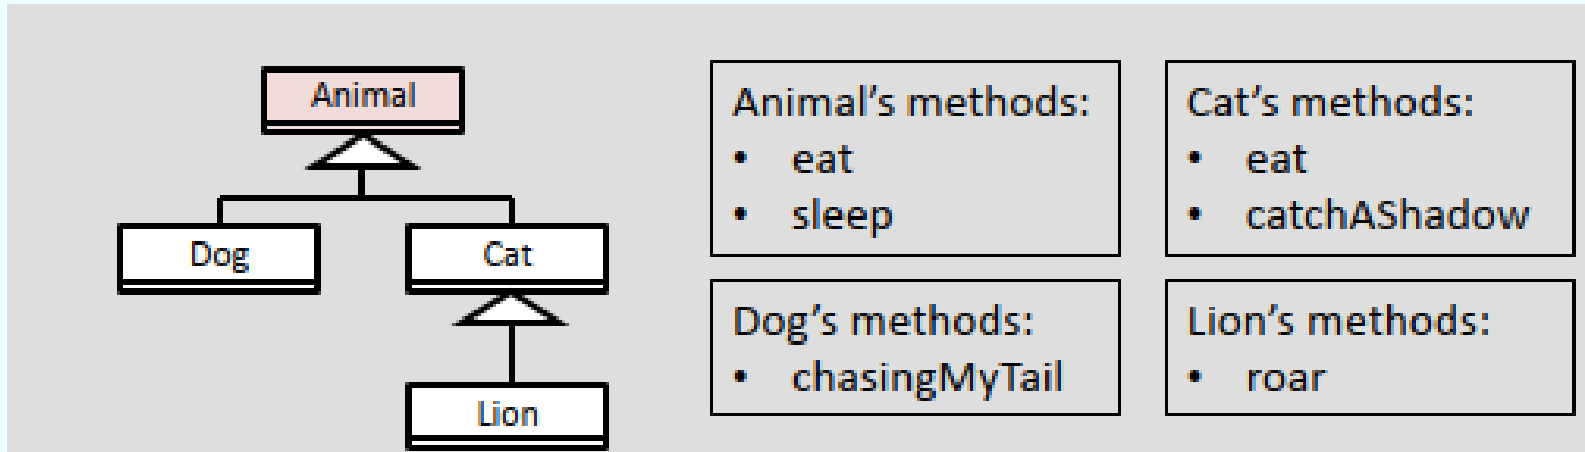 Animal
Dog
Cat
Lion
Animal's methods:
• eat
• sleep
Cat's methods:
• eat
• catchAShadow
Dog's methods:
• chasingMyTail
Lion's methods:
• roar